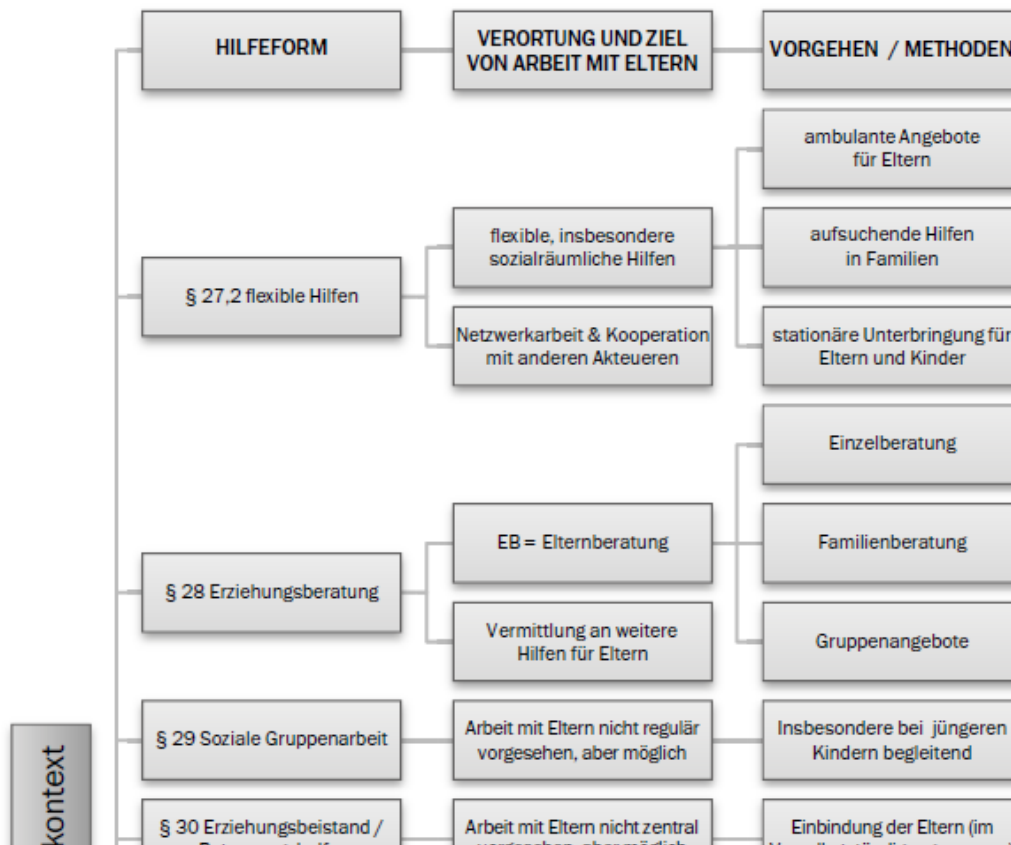 HILFEFORM
VERORTUNG UND ZIEL
VON ARBEIT MIT ELTERN
VORGEHEN / METHODEN
§ 27,2 flexible Hilfen
flexible, insbesondere
sozialräumliche Hilfen
ambulante Angebote
für Eltern
aufsuchende Hilfen
in Familien
stationäre Unterbringung für
Eltern und Kinder
Netzwerkarbeit & Kooperation
mit anderen Akteueren
§ 28 Erziehungsberatung
EB = Elternberatung
Einzelberatung
Familienberatung
Gruppenangebote
Vermittlung an weitere
Hilfen für Eltern
§ 29 Soziale Gruppenarbeit
Arbeit mit Eltern nicht regulär
vorgesehen, aber möglich
Insbesondere bei jüngeren
Kindern begleitend
§ 30 Erziehungsbeistand /
Arbeit mit Eltern nicht zentral
vorgesehen, aber möglich
Einbindung der Eltern (im
kontext